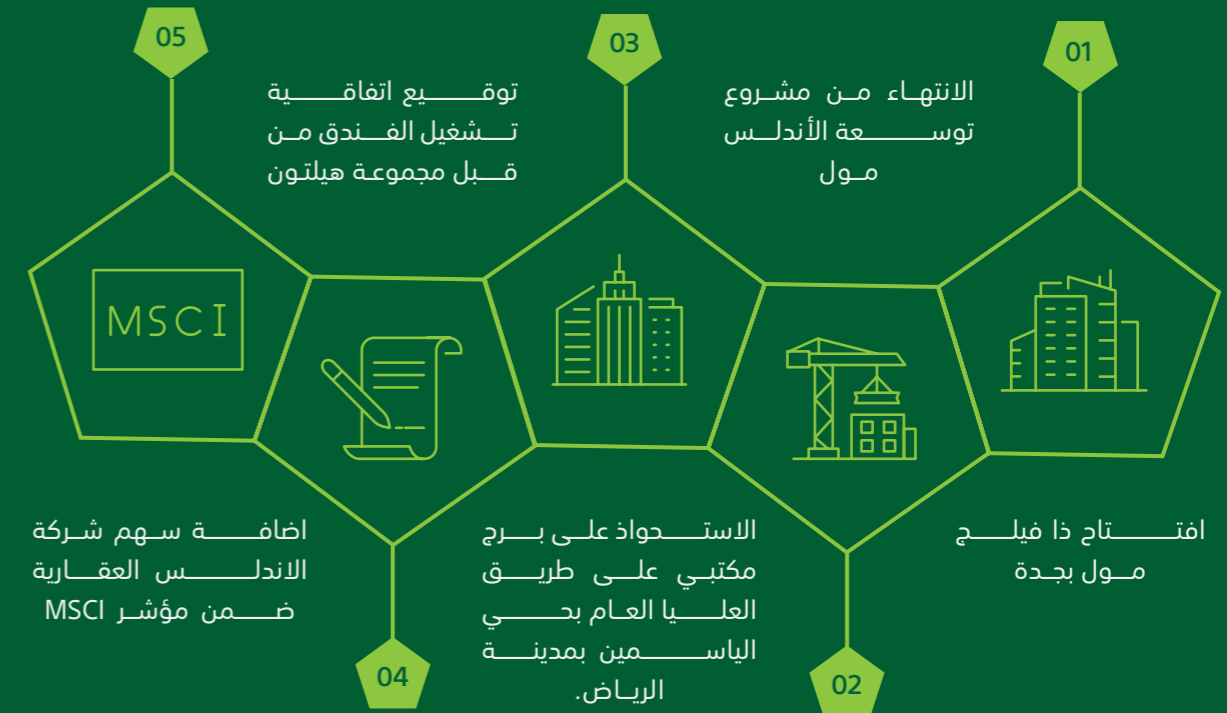 01
افتتاح ذا فيلج
مول بجدة
02
الانتهاء من مشروع
توسعة الأندلس
مول
03
الاستحواذ على برج
مكتبي على طريق
العليا العام بحي
الياسمين بمدينة
الرياض.
04
توقيع اتفاقية
تشغيل الفندق من
قبل مجموعة هيلتون
05
MSCI
اضافة سهم شركة
الاندلس العقارية
ضمن مؤشر MSCI